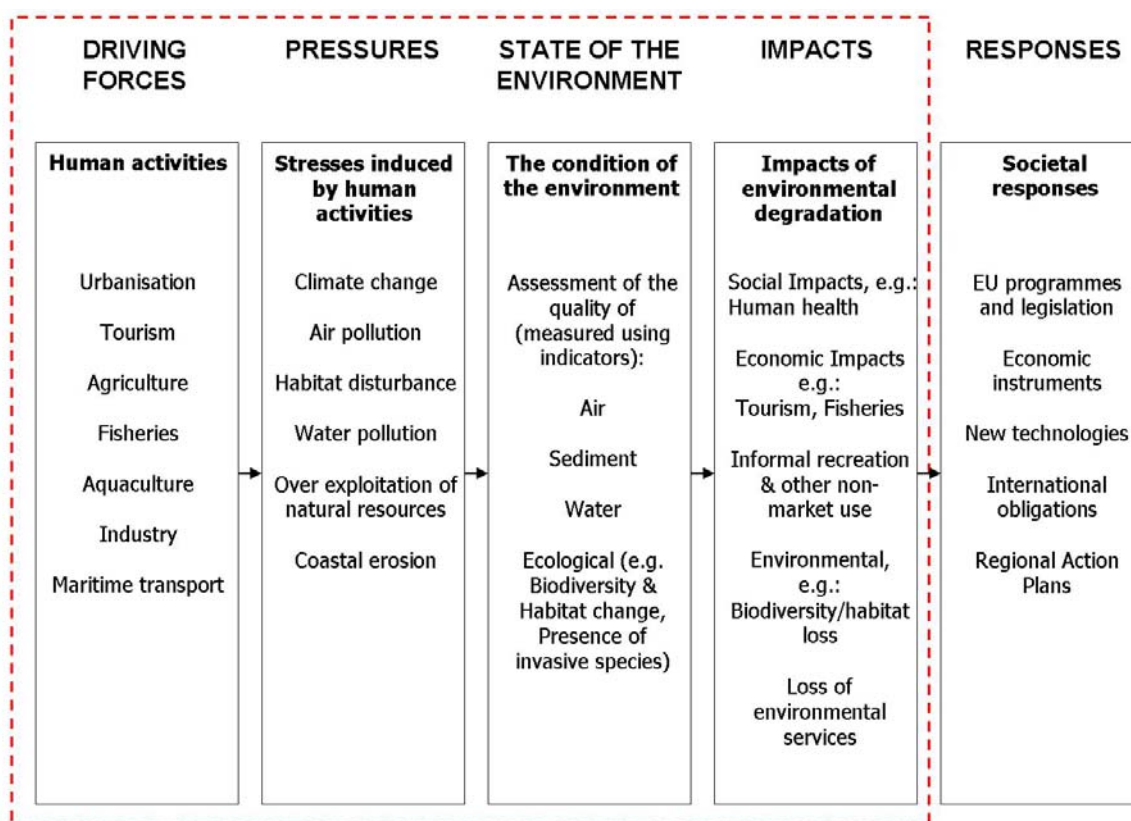 DRIVING
FORCES
PRESSURES
STATE OF THE
ENVIRONMENT
IMPACTS
RESPONSES
Human activities
Urbanisation
Tourism
Agriculture
Fisheries
Aquaculture
Industry
Maritime transport
Stresses induced
by human
activities
Climate change
Air pollution
Habitat disturbance
Water pollution
Over exploitation of
natural resources
Coastal erosion
The condition of
the environment
Assessment of the
quality of
(measured using
indicators):
Air
Sediment
Water
Ecological (e.g.
Biodiversity &
Habitat change,
Presence of
invasive species)
Impacts of
environmental
degradation
Social Impacts, e.g.:
Human health
Economic Impacts
e.g.:
Tourism, Fisheries
Informal recreation
& other non-
market use
Environmental,
e.g.:
Biodiversity/habitat
loss
Loss of
environmental
services
Societal
responses
EU programmes
and legislation
Economic
instruments
New technologies
International
obligations
Regional Action
Plans